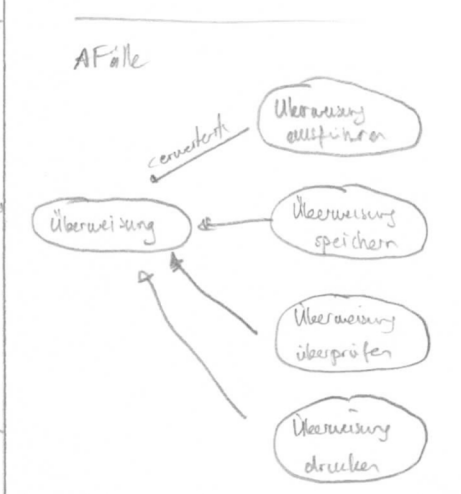 AFälle
Überweisung
ausführen
<erweitert>
Überweisung
Überweisung
speichern
Überweisung
überprüfen
Überweisung
drucken